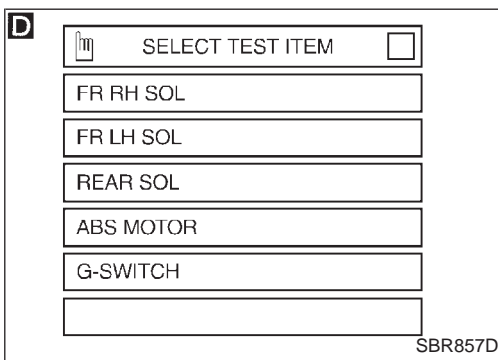 D
SELECT TEST ITEM
FR RH SOL
FR LH SOL
REAR SOL
ABS MOTOR
G-SWITCH
SBR857D